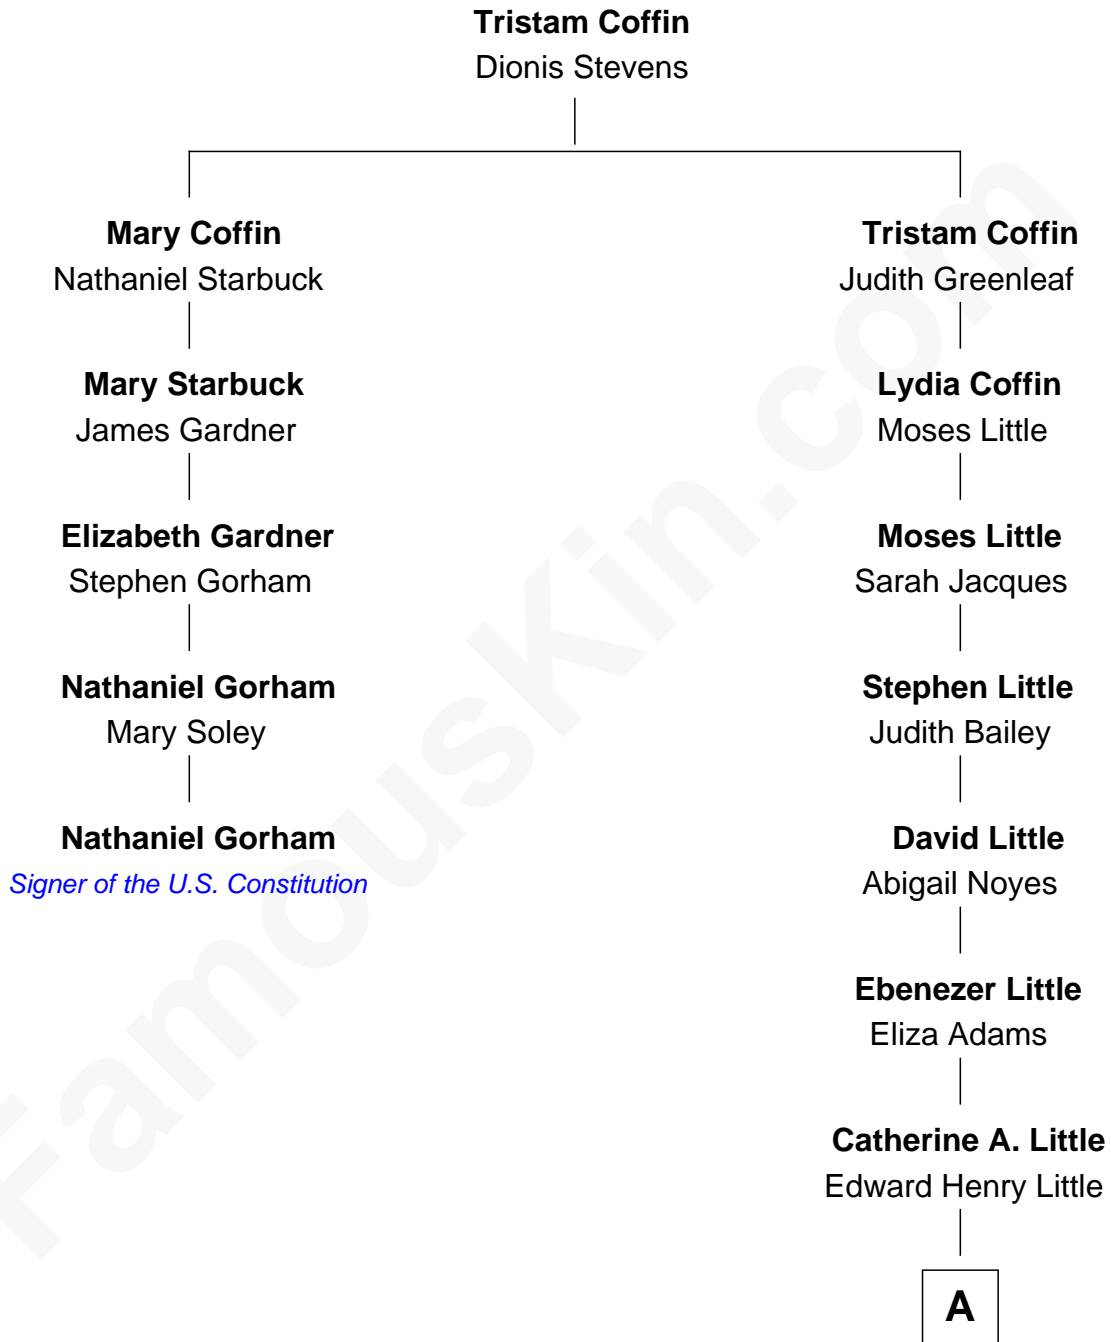 Tristam Coffin
Dionis Stevens
Mary Coffin
Nathaniel Starbuck
Tristam Coffin
Judith Greenleaf
Mary Starbuck
James Gardner
Lydia Coffin
Moses Little
Elizabeth Gardner
Stephen Gorham
Moses Little
Sarah Jacques
Nathaniel Gorham
Mary Soley
Stephen Little
Judith Bailey
Nathaniel Gorham
Signer of the U.S. Constitution
David Little
Abigail Noyes
Ebenezer Little
Eliza Adams
Catherine A. Little
Edward Henry Little
A
FamousKin.com